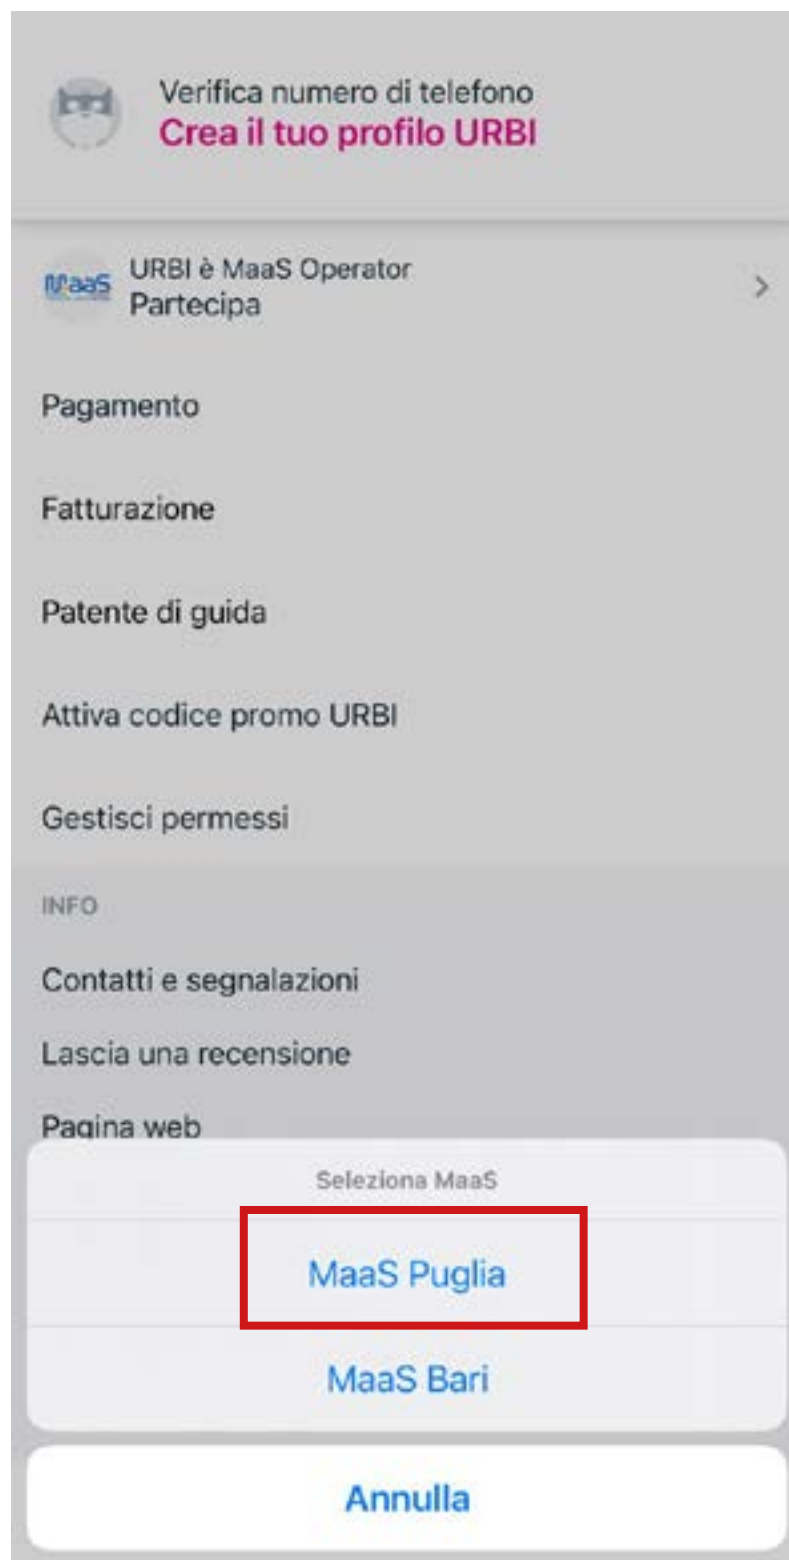 Verifica numero di telefono
Crea il tuo profilo URBI
MaaS
URBI è MaaS Operator
Partecipa
Pagamento
Fatturazione
Patente di guida
Attiva codice promo URBI
Gestisci permessi
INFO
Contatti e segnalazioni
Lascia una recensione
Pagina web
Seleziona MaaS
MaaS Puglia
MaaS Bari
Annulla